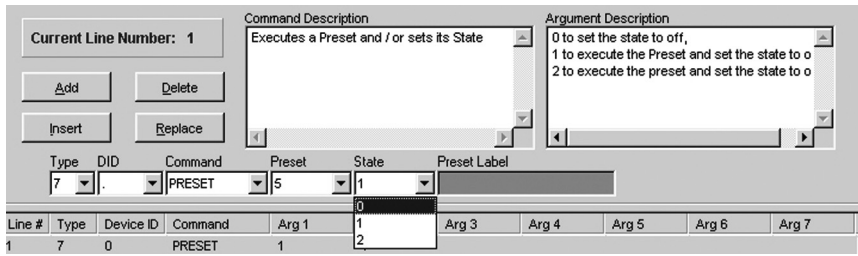 Command Description
Argument Description
Current Line Number: 1
Executes a Preset and / or sets its State
0 to set the state to off,
1 to execute the Preset and set the state to o
2 to execute the preset and set the state to o
Add
Delete
Insert
Replace
Type DID Command Preset State Preset Label
7 . PRESET 5 1
0
1
2
Line # Type Device ID Command Arg 1 Arg 3 Arg 4 Arg 5 Arg 6 Arg 7
1 7 0 PRESET 1